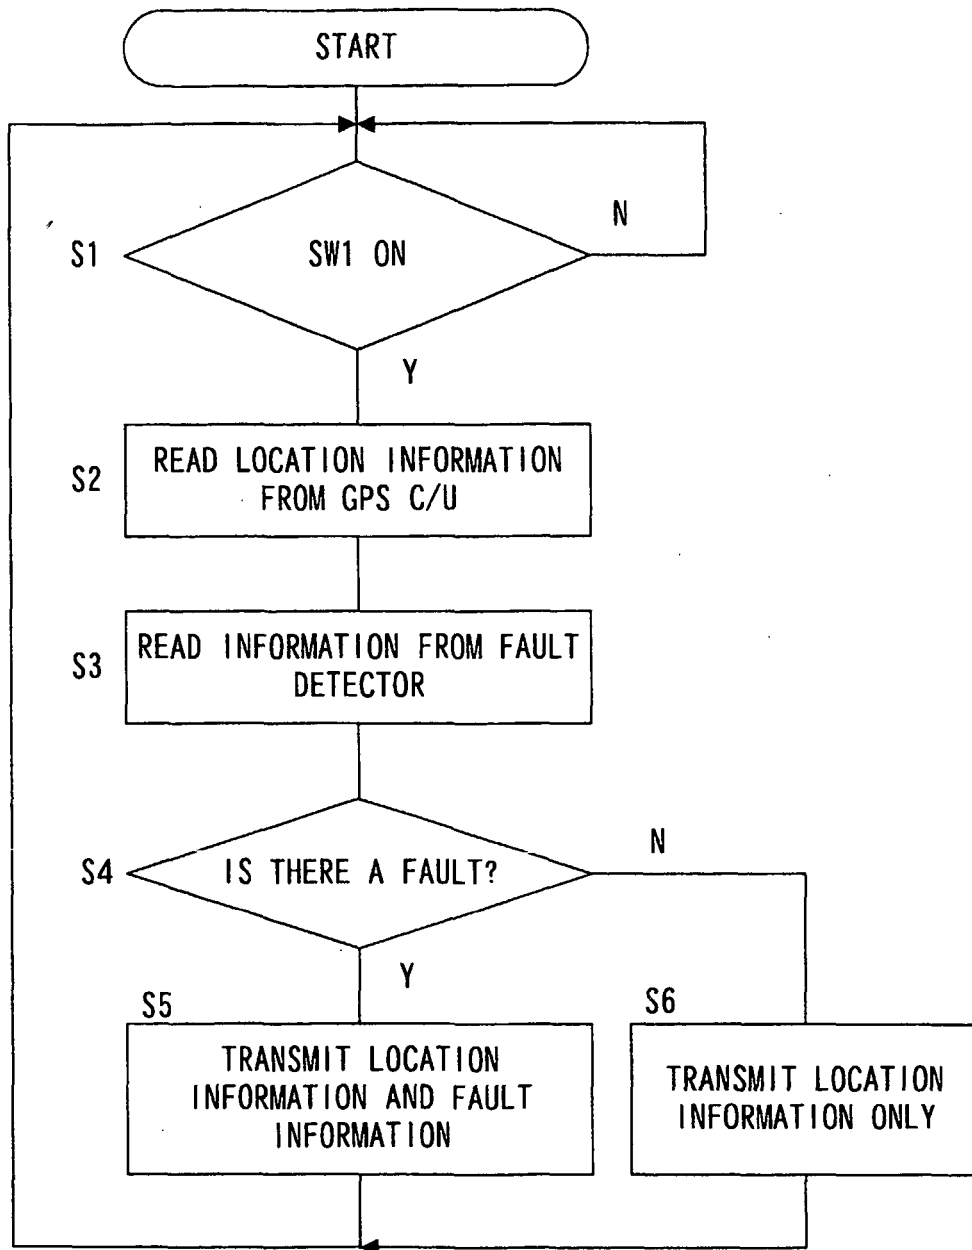 START
N
S1
SW1 ON
Y
S2
READ LOCATION INFORMATION
FROM GPS C/U
S3
READ INFORMATION FROM FAULT
DETECTOR
N
S4
IS THERE A FAULT?
Y
S5
S6
TRANSMIT LOCATION
INFORMATION AND FAULT
INFORMATION
TRANSMIT LOCATION
INFORMATION ONLY